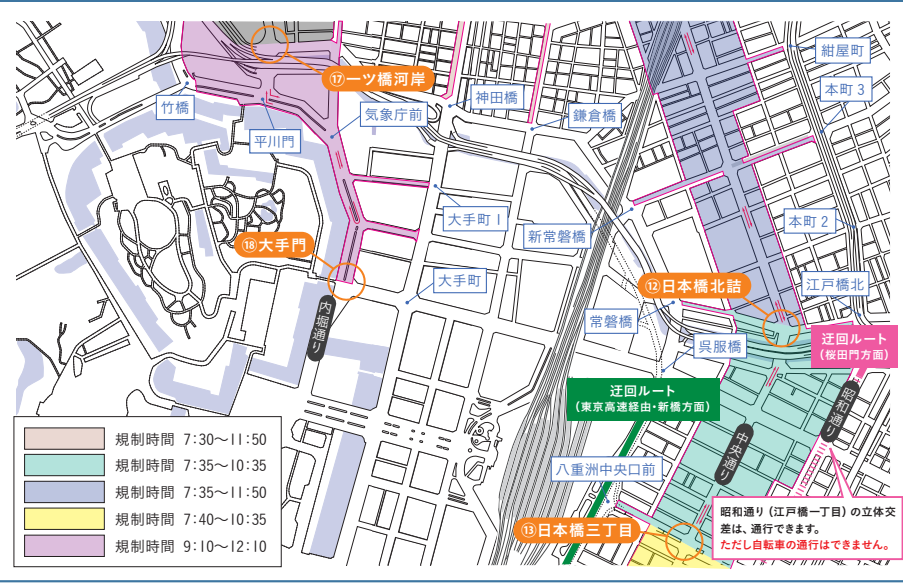 ⑰一ツ橋河岸
竹橋
平川門
気象庁前
神田橋
鎌倉橋
紺屋町
本町3
大手町1
新常磐橋
本町2
⑱大手門
大手町
⑫日本橋北詰
江戸橋北
内堀通り
常磐橋
呉服橋
迂回ルート
(桜田門方面)
迂回ルート
(東京高速経由・新橋方面)
昭和通り
中央通り
八重洲中央口前
⑬日本橋三丁目
昭和通り(江戸橋一丁目)の立体交
差は、通行できます。
ただし自転車の通行はできません。
規制時間 7:30〜11:50
規制時間 7:35〜10:35
規制時間 7:35〜11:50
規制時間 7:40〜10:35
規制時間 9:10〜12:10